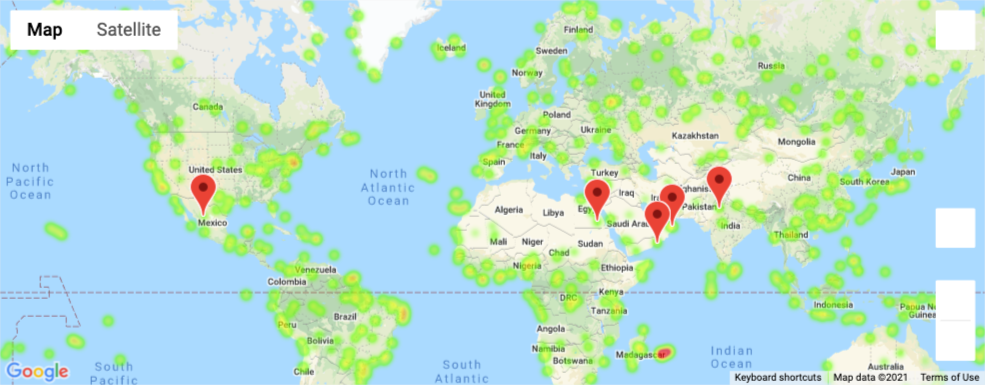 Map Satellite
Iceland
Finland
Sweden
Norway
Russia
Canada
United
Kingdom
Poland
Germany
Ukraine
France
Kazakhstan
Mongolia
North
Pacific
Ocean
United States
Spain
Italy
Turkey
China
South Korea
Japan
North
Atlantic
Ocean
Mexico
Algeria
Libya
Iraq
Pakistan
Saudi
India
Mali
Niger
Chad
Sudan
Thailand
Venezuela
Colombia
Nigeria
Ethiopia
DRC
Kenya
Tanzania
Indonesia
Papua New
Guinea
Peru
Brazil
Bolivia
Angola
Namibia
Botswana
Madagascar
Indian
Ocean
Chile
Australia
South
Pacific
South
Atlantic
Google
Keyboard shortcuts Map data ©2021 Terms of Use